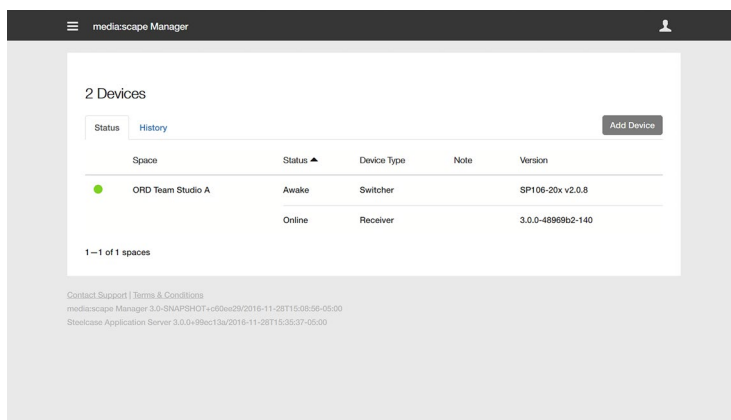 media:scape Manager
2 Devices
Status History Add Device
Space Status Device Type Note Version
ORD Team Studio A Awake Switcher SP106-20x v2.0.8
Online Receiver 3.0.0-48969b2-140
1—1 of 1 spaces
Contact Support | Terms & Conditions
media:scape Manager 3.0-SNAPSHOT+c60ee29/2016-11-28T15:08:56-05:00
Steelcase Application Server 3.0.0+99ec13a/2016-11-28T15:35:37-05:00